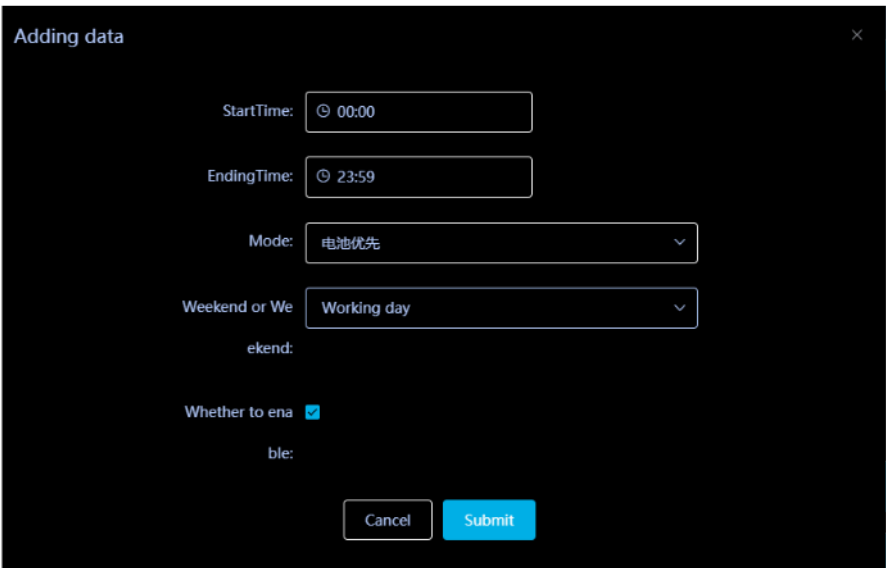 Adding data
StartTime: 00:00
EndingTime: 23:59
Mode: 电池优先
Weekend or We Working day
ekend:
Whether to ena
ble:
Cancel Submit